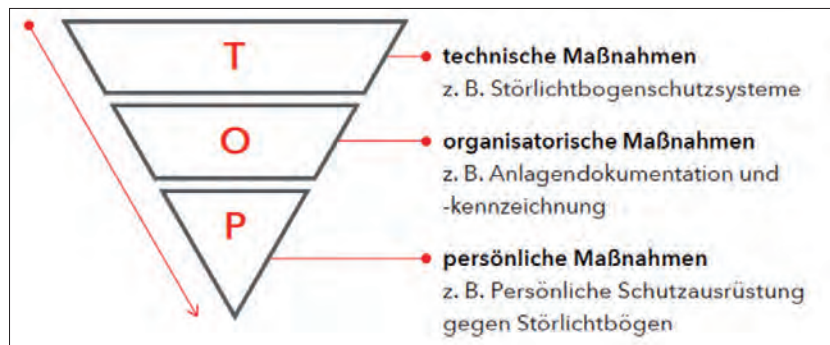 T
technische Maßnahmen
z. B. Störlichtbogenschutzsysteme
O
organisatorische Maßnahmen
z. B. Anlagendokumentation und
-kennzeichnung
P
persönliche Maßnahmen
z. B. Persönliche Schutzausrüstung
gegen Störlichtbögen